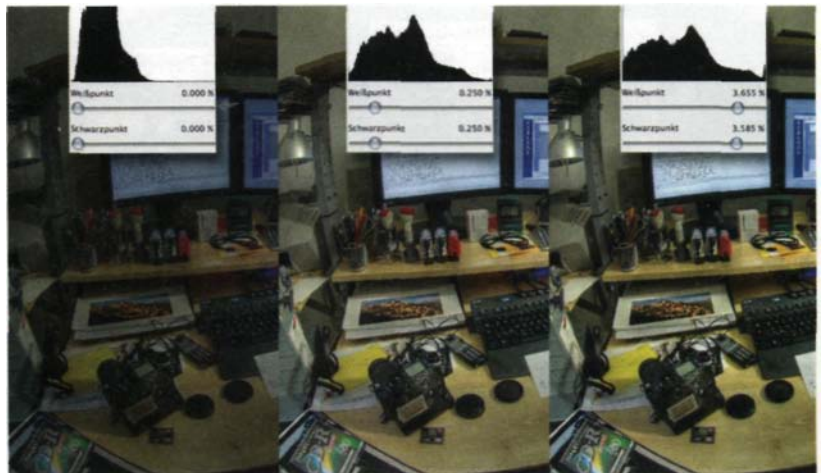 Weißpunkt 0.000 %
Schwarzpunkt 0.000 %
Weißpunkt 0.250 %
Schwarzpunkt 0.250 %
Weißpunkt 3.655 %
Schwarzpunkt 3.585 %